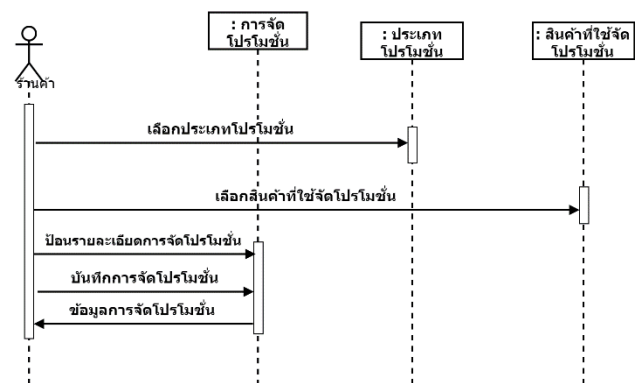 : การจัด
โปรโมชั่น
: ประเภท
โปรโมชั่น
: สินค้าที่ใช้จัด
โปรโมชั่น
ร้านค้า
เลือกประเภทโปรโมชั่น
เลือกสินค้าที่ใช้จัดโปรโมชั่น
ป้อนรายละเอียดการจัดโปรโมชั่น
บันทึกการจัดโปรโมชั่น
ข้อมูลการจัดโปรโมชั่น